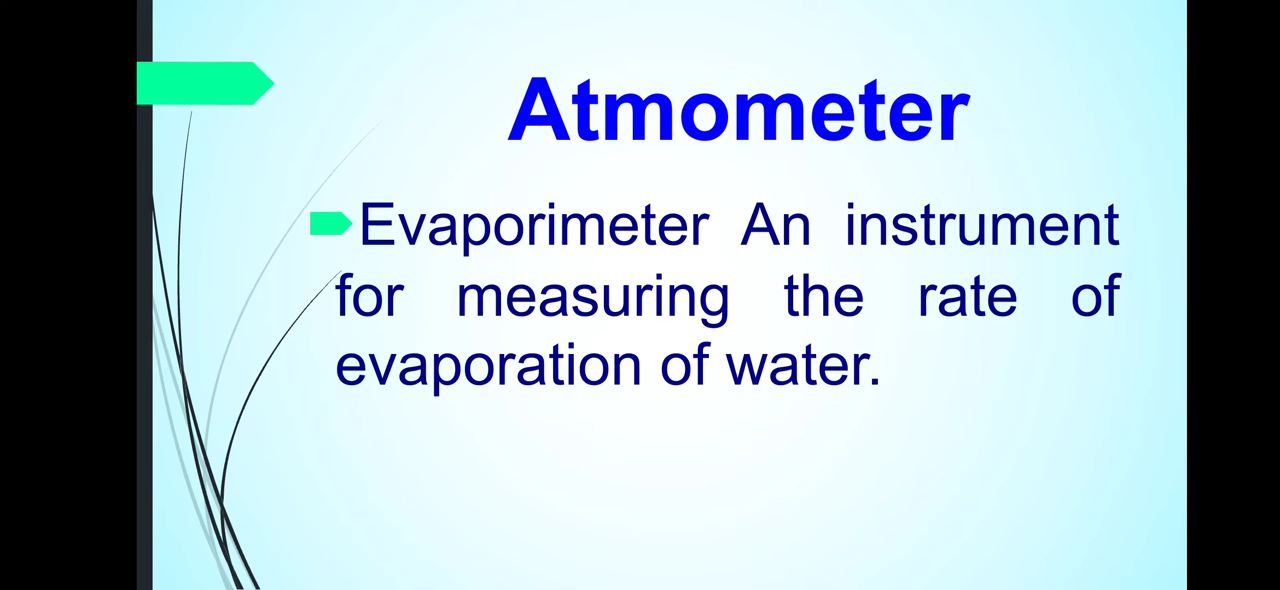 Atmometer
Evaporimeter An instrument
for measuring the rate of
evaporation of water.